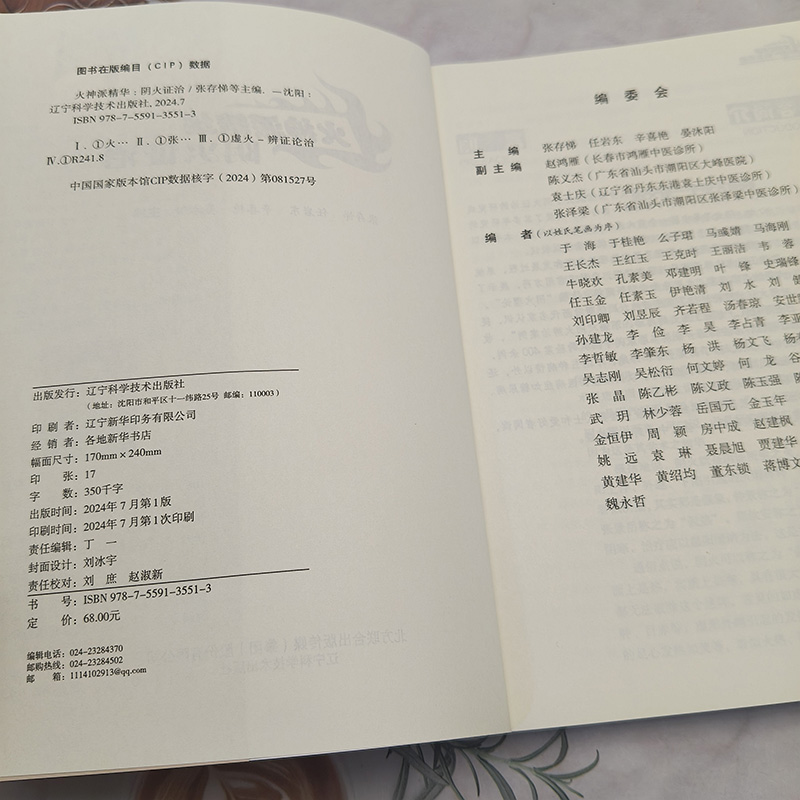 图书在版编目（CIP）数据
火神派精华：阴火证治 / 张存悌等主编. —沈阳：
辽宁科学技术出版社, 2024.7
ISBN 978-7-5591-3551-3
Ⅰ. ①火… Ⅱ. ①张… Ⅲ. ①虚火－辨证论治
Ⅳ. ①R241.8
中国国家版本馆CIP数据核字（2024）第081527号
出版发行：辽宁科学技术出版社
（地址：沈阳市和平区十一纬路25号 邮编：110003）
印 刷 者：辽宁新华印务有限公司
经 销 者：各地新华书店
幅面尺寸：170mm×240mm
印 张：17
字 数：350千字
出版时间：2024年7月第1版
印刷时间：2024年7月第1次印刷
责任编辑：丁 一
封面设计：刘冰宇
责任校对：刘 庶 赵淑新
书 号：ISBN 978-7-5591-3551-3
定 价：68.00元
编辑电话：024-23284370
邮购热线：024-23284502
邮 箱：1114102913@qq.com
编 委 会
主 编 张存悌 任岩东 辛喜艳 晏沐阳
副主编 赵鸿雁（长春市鸿雁中医诊所）
陈义杰（广东省汕头市潮阳区大峰医院）
袁士庆（辽宁省丹东东港袁士庆中医诊所）
张泽梁（广东省汕头市潮阳区张泽梁中医诊所）
编 者（以姓氏笔画为序）
于 海 于桂艳 么子珺 马彧婧 马海刚
王长杰 王红玉 王克时 王丽洁 韦 蓉
牛晓欢 孔素美 邓建明 叶 锋 史瑞锋
任玉金 任素玉 伊艳清 刘 水 刘 健
刘印卿 刘昱辰 齐若程 汤春琼 安世
孙建龙 李 俭 李 昊 李占青 李亚
李哲敏 李肇东 杨 洪 杨文飞 杨
吴志刚 吴松衍 何文婷 何 龙 谷
张 晶 陈乙彬 陈义政 陈玉强 陈
武 玥 林少蓉 岳国元 金玉年
金恒伊 周 颖 房中成 赵建枫
姚 远 袁 琳 聂晨旭 贾建华
黄建华 黄绍均 董东锁 蒋博文
魏永哲